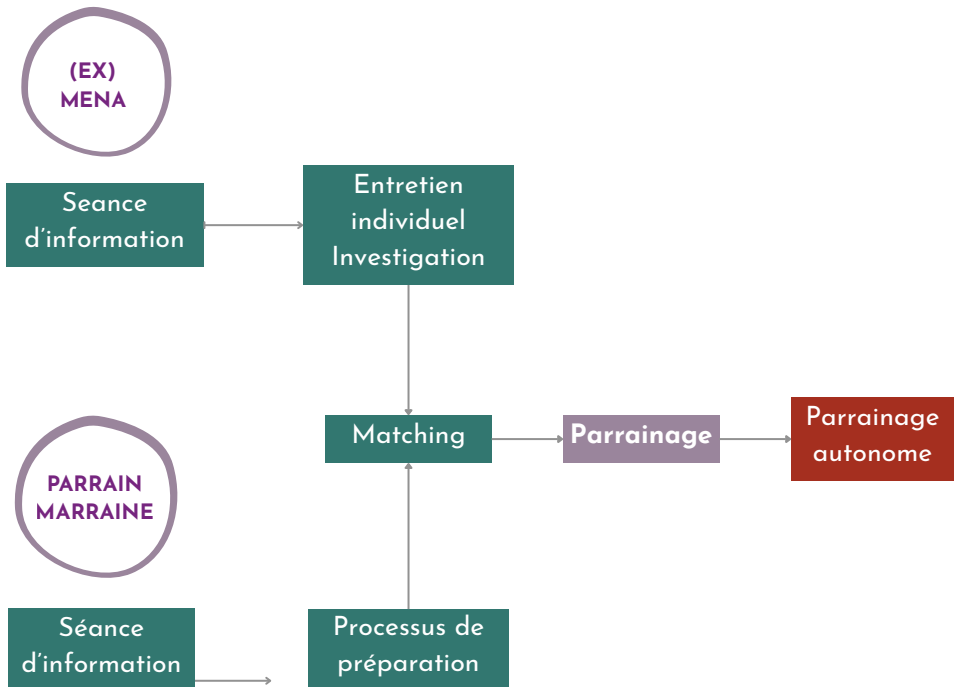 (EX)
MENA
Seance
d'information
Entretien
individuel
Investigation
Matching
Parrainage
Parrainage
autonome
PARRAIN
MARRAINE
Séance
d'information
Processus de
préparation